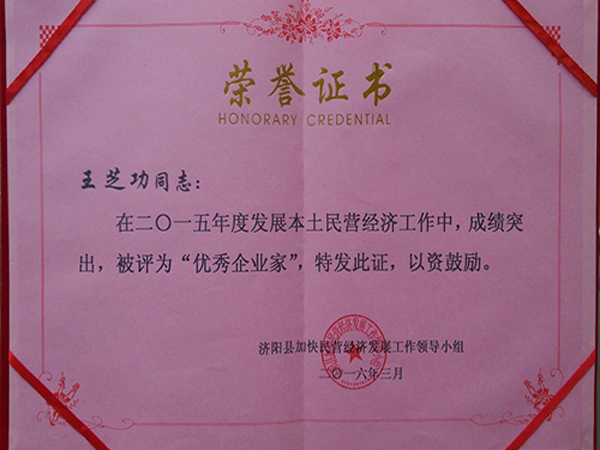 荣誉证书
HONORARY CREDENTIAL
王芝功同志：
在二〇一五年度发展本土民营经济工作中，成绩突
出，被评为“优秀企业家”，特发此证，以资鼓励。
济阳县加快民营经济发展工作领导小组
二〇一六年三月